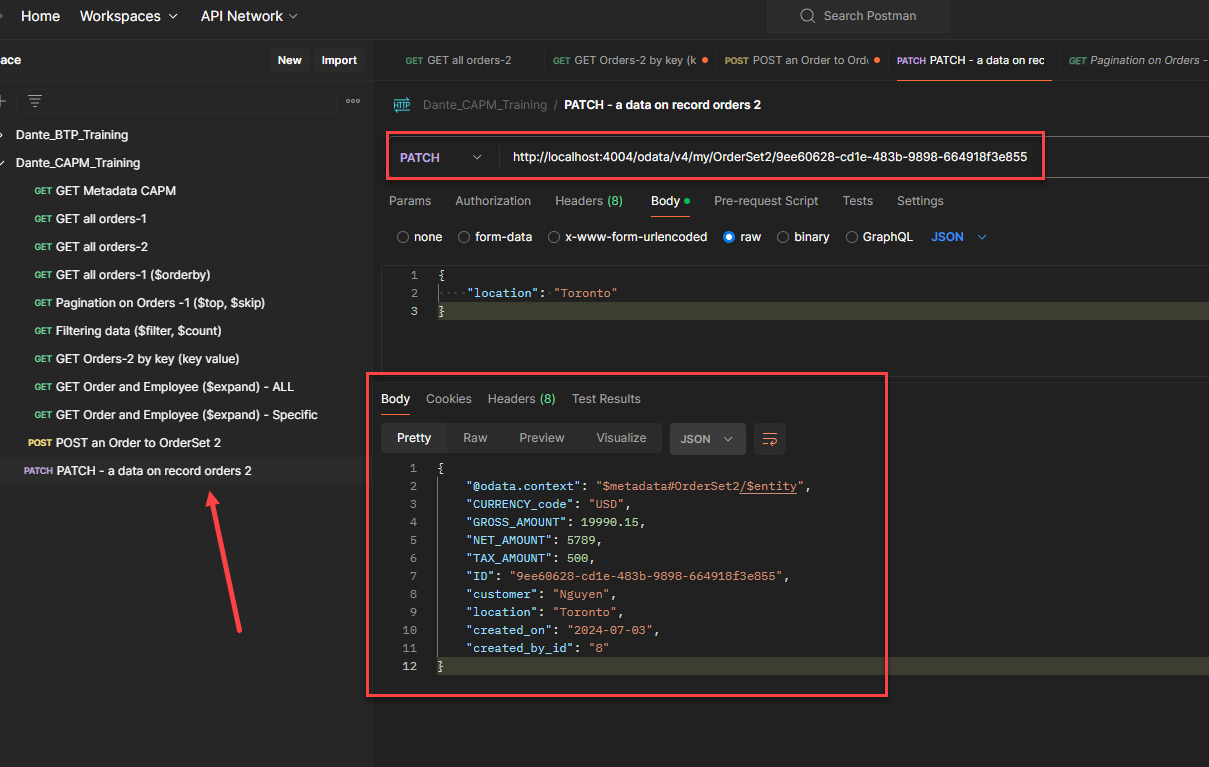 Home Workspaces API Network Search Postman
ace New Import
GET GET all orders-2 GET GET Orders-2 by key (k POST POST an Order to Orde PATCH PATCH - a data on rec GET Pagination on Orders -
HTTP Dante_CAPM_Training / PATCH - a data on record orders 2
Dante_BTP_Training
Dante_CAPM_Training
GET GET Metadata CAPM
GET GET all orders-1
GET GET all orders-2
GET GET all orders-1 ($orderby)
GET Pagination on Orders -1 ($top, $skip)
GET Filtering data ($filter, $count)
GET GET Orders-2 by key (key value)
GET GET Order and Employee ($expand) - ALL
GET GET Order and Employee ($expand) - Specific
POST POST an Order to OrderSet 2
PATCH PATCH - a data on record orders 2
PATCH http://localhost:4004/odata/v4/my/OrderSet2/9ee60628-cd1e-483b-9898-664918f3e855
Params Authorization Headers (8) Body Pre-request Script Tests Settings
none form-data x-www-form-urlencoded raw binary GraphQL JSON
1 {
2 "location": "Toronto"
3 }
Body Cookies Headers (8) Test Results
Pretty Raw Preview Visualize JSON
1 {
2 "@odata.context": "$metadata#OrderSet2/$entity",
3 "CURRENCY_code": "USD",
4 "GROSS_AMOUNT": 19990.15,
5 "NET_AMOUNT": 5789,
6 "TAX_AMOUNT": 500,
7 "ID": "9ee60628-cd1e-483b-9898-664918f3e855",
8 "customer": "Nguyen",
9 "location": "Toronto",
10 "created_on": "2024-07-03",
11 "created_by_id": "8"
12 }